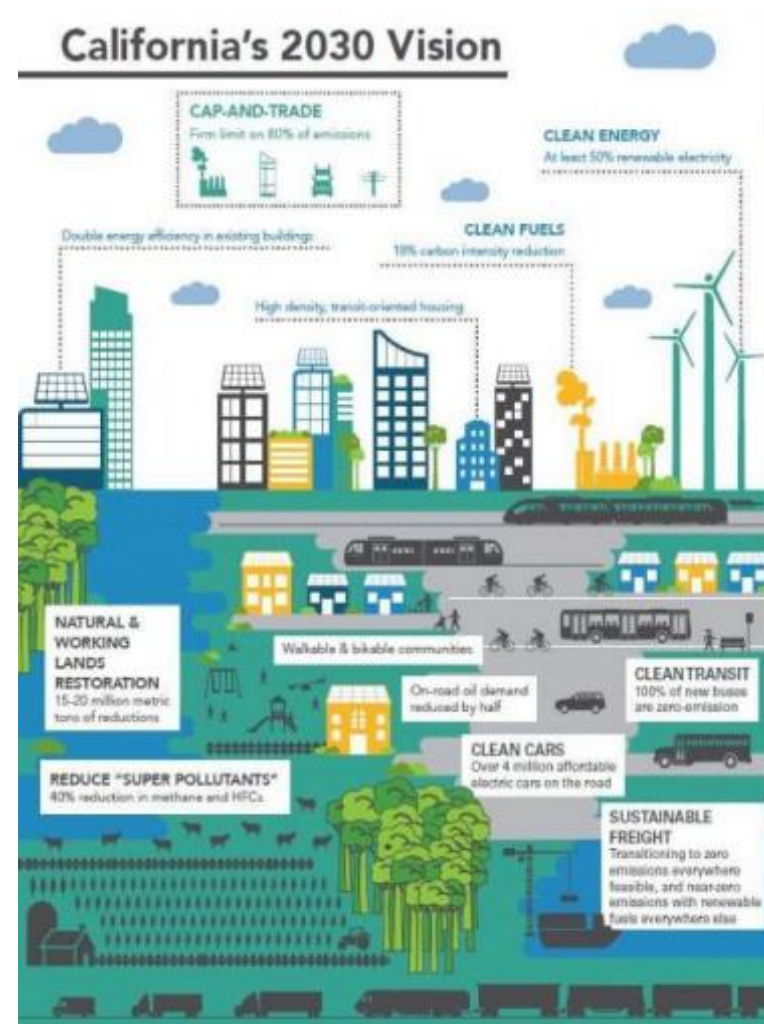 California's 2030 Vision
CAP-AND-TRADE
Firm limit on 80% of emissions
CLEAN ENERGY
At least 50% renewable electricity
Double energy efficiency in existing buildings
CLEAN FUELS
18% carbon intensity reduction
High density, transit-oriented housing
NATURAL &
WORKING
LANDS
RESTORATION
15-20 million metric
tons of reductions
Walkable & bikable communities
On-road oil demand
reduced by half
CLEAN TRANSIT
100% of new buses
are zero-emission
CLEAN CARS
Over 4 million affordable
electric cars on the road
REDUCE "SUPER POLLUTANTS"
40% reduction in methane and HFCs
SUSTAINABLE
FREIGHT
Transitioning to zero
emissions everywhere
feasible, and near-zero
emissions with renewable
fuels everywhere else